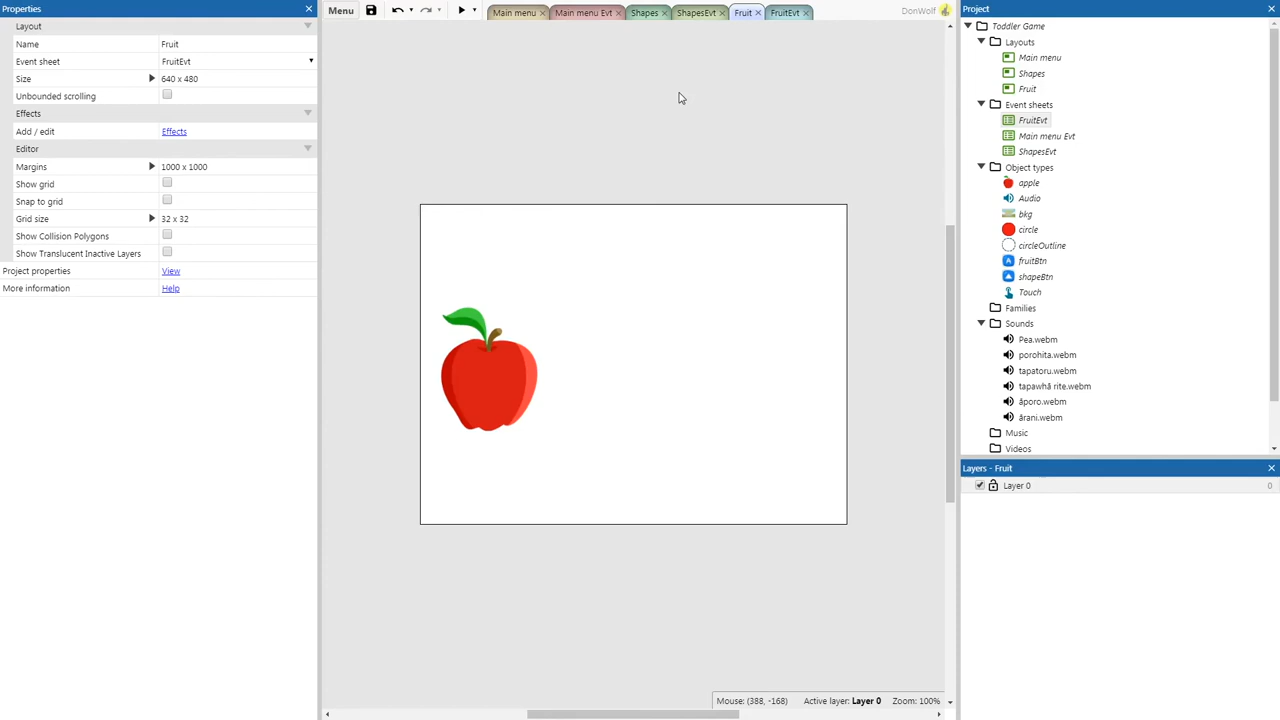 Properties
Layout
Name Fruit
Event sheet FruitEvt
Size 640 x 480
Unbounded scrolling
Effects
Add / edit Effects
Editor
Margins 1000 x 1000
Show grid
Snap to grid
Grid size 32 x 32
Show Collision Polygons
Show Translucent Inactive Layers
Project properties View
More information Help
Menu
Main menu
Main menu Evt
Shapes
ShapesEvt
Fruit
FruitEvt
DonWolf
Mouse: (388, -168) Active layer: Layer 0 Zoom: 100%
Project
Toddler Game
Layouts
Main menu
Shapes
Fruit
Event sheets
FruitEvt
Main menu Evt
ShapesEvt
Object types
apple
Audio
bkg
circle
circleOutline
fruitBtn
shapeBtn
Touch
Families
Sounds
Pea.webm
porohita.webm
tapatoru.webm
tapawhā rite.webm
āporo.webm
ārani.webm
Music
Videos
Layers - Fruit
Layer 0 0